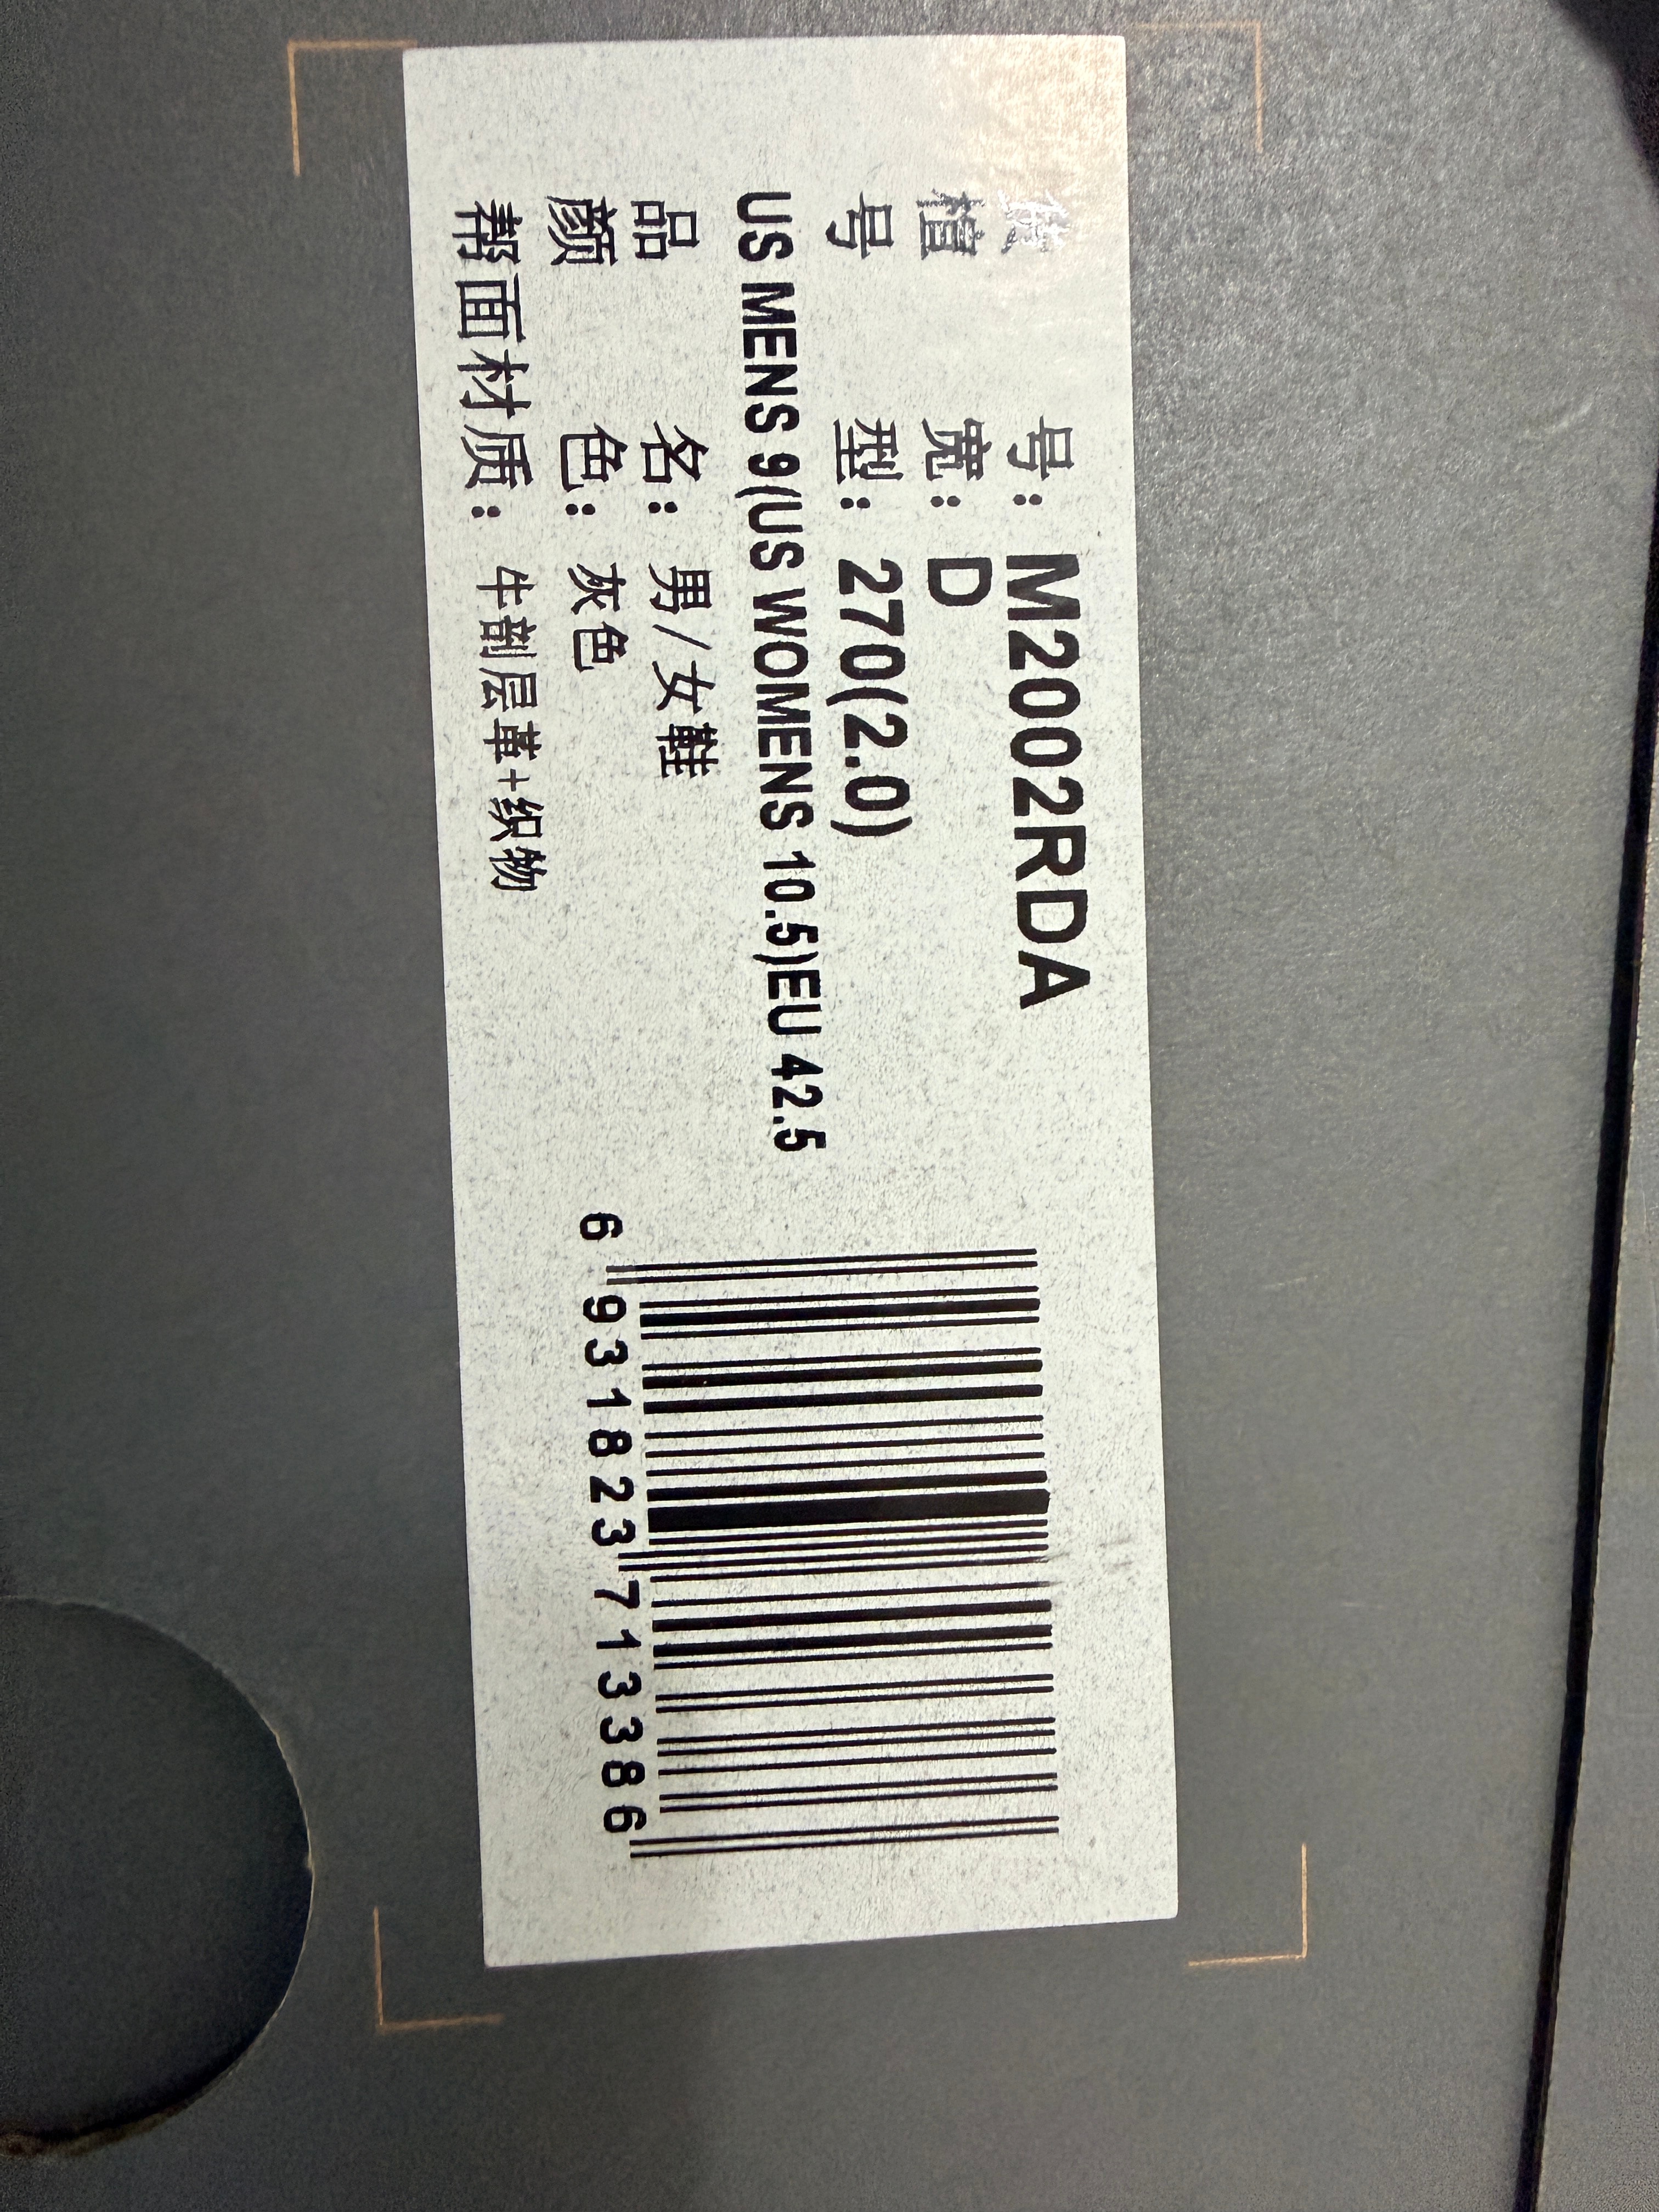 货 号: M2002RDA
楦 宽: D
号 型: 270(2.0)
US MENS 9(US WOMENS 10.5)EU 42.5
品 名: 男/女鞋
颜 色: 灰色
帮面材质: 牛剖层革+织物
6 931823 713386